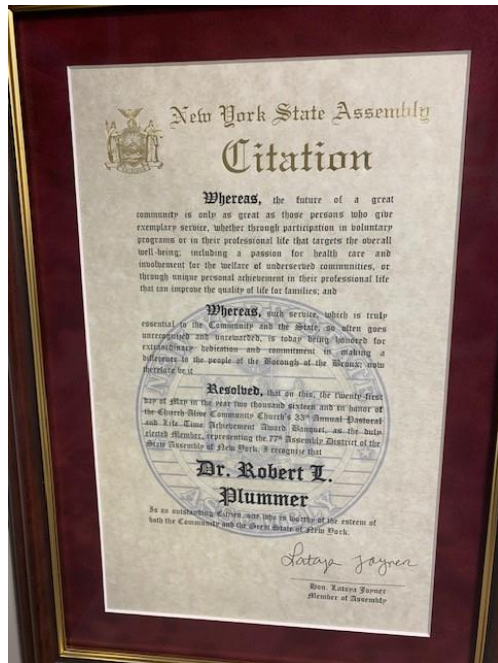 New York State Assembly
Citation
Whereas, the future of a great
community is only as great as those persons who give
exemplary service, whether through participation in voluntary
programs or in their professional life that targets the overall
well-being; including a passion for health care and
involvement for the welfare of underserved communities, or
through unique personal achievement in their professional life
that can improve the quality of life for families; and
Whereas, such service, which is truly
essential to the Community and the State, so often goes
unrecognized and unrewarded, is today being honored for
extraordinary dedication and commitment in making a
difference to the people of the Borough of the Bronx; now
therefore be it
Resolved, that on this, the twenty-first
day of May in the year two thousand sixteen and in honor of
the Church Alive Community Church's 33rd Annual Pastoral
and Life Time Achievement Award Banquet, as the duly
elected Member, representing the 77th Assembly District of the
State Assembly of New York, I recognize that
Dr. Robert L.
Plummer
Is an outstanding Citizen, one who is worthy of the esteem of
both the Community and the Great State of New York.
Latoya Joyner
Hon. Latoya Joyner
Member of Assembly